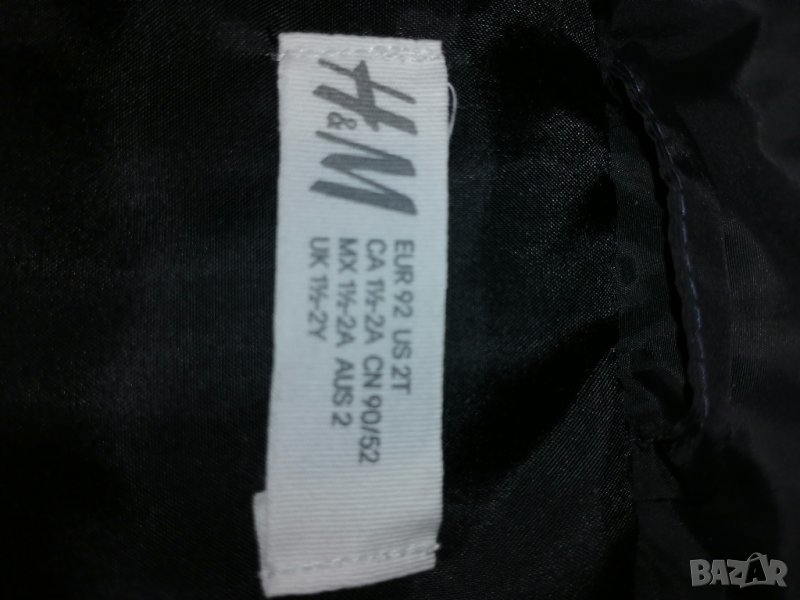 H&M
EUR 92 US 2T
CA 1½-2A CN 90/52
MX 1½-2A AUS 2
UK 1½-2Y
BAZAR